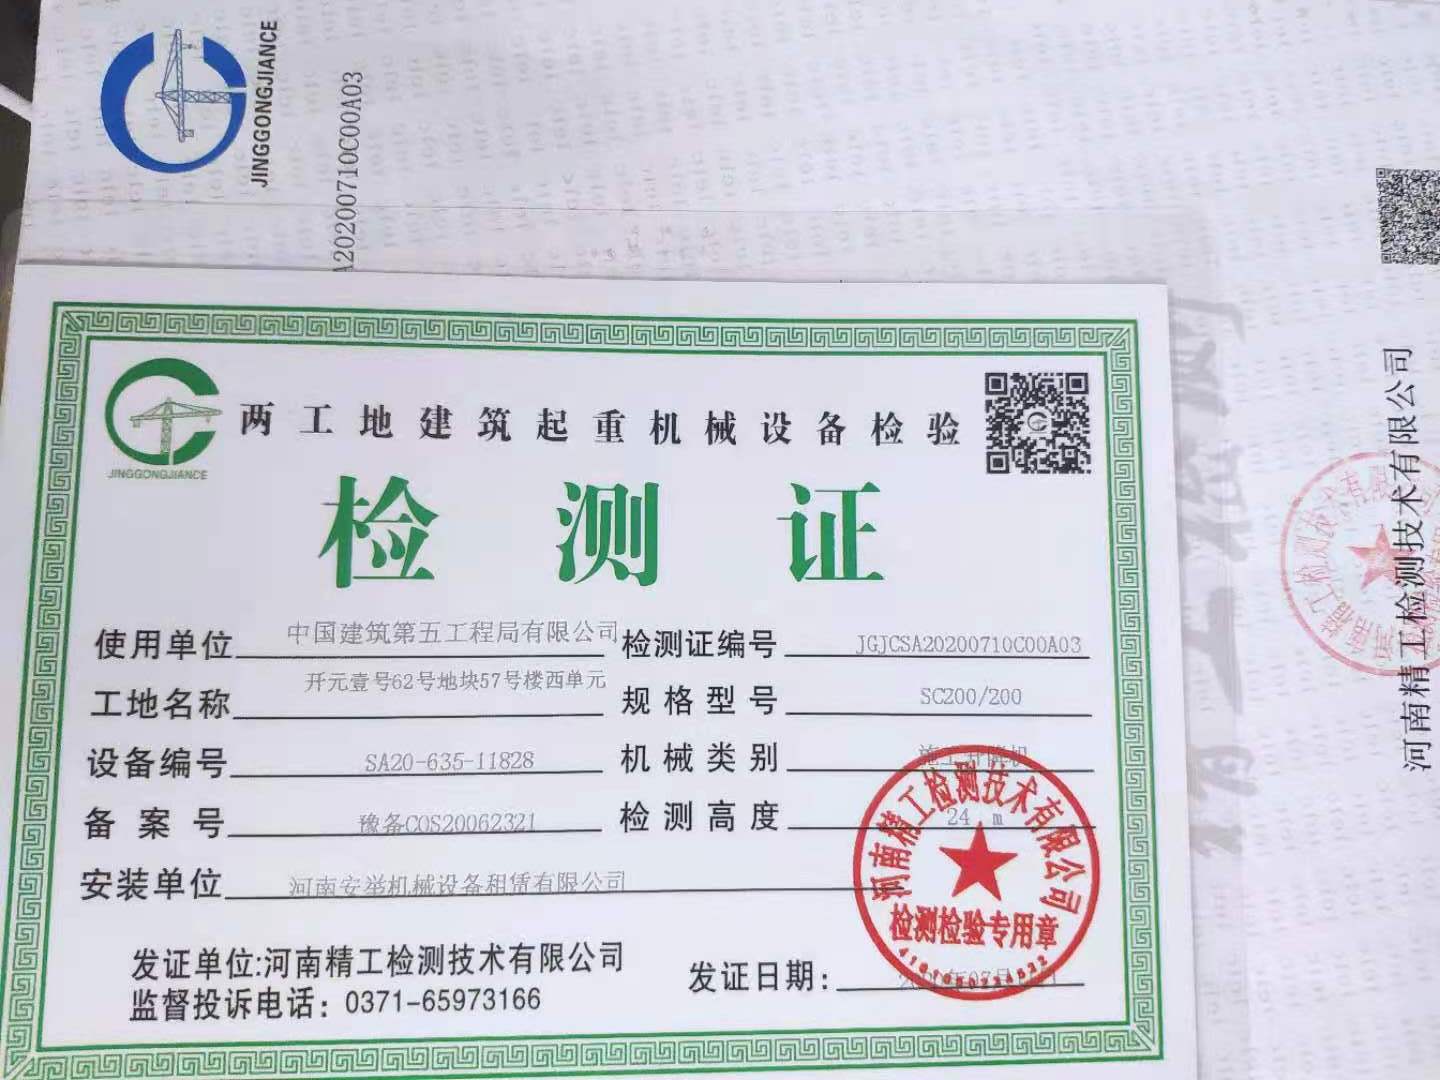 JINGGONGJIANCE
A20200710C00A03
JINGGONGJIANCE
两工地建筑起重机械设备检验
检测证
使用单位 中国建筑第五工程局有限公司 检测证编号 JGJCSA20200710C00A03
工地名称 开元壹号62号地块57号楼西单元 规格型号 SC200/200
设备编号 SA20-635-11828 机械类别 施工升降机
备案号 豫备COS20062321 检测高度 24 m
安装单位 河南安举机械设备租赁有限公司
河南精工检测技术有限公司
检测检验专用章
发证单位:河南精工检测技术有限公司 发证日期:
监督投诉电话: 0371-65973166
河南精工检测技术有限公司